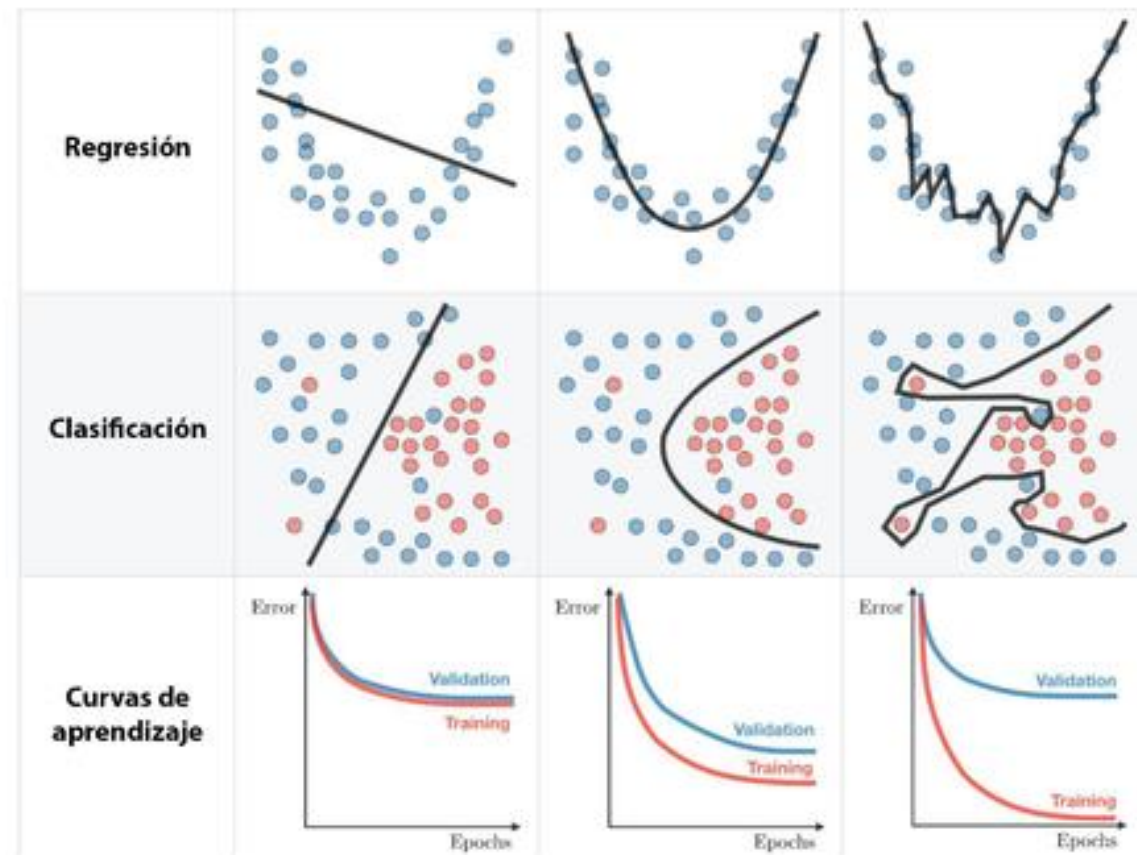 Regresión
Clasificación
Curvas de
aprendizaje
Error
Validation
Training
Epochs
Error
Validation
Training
Epochs
Error
Validation
Training
Epochs